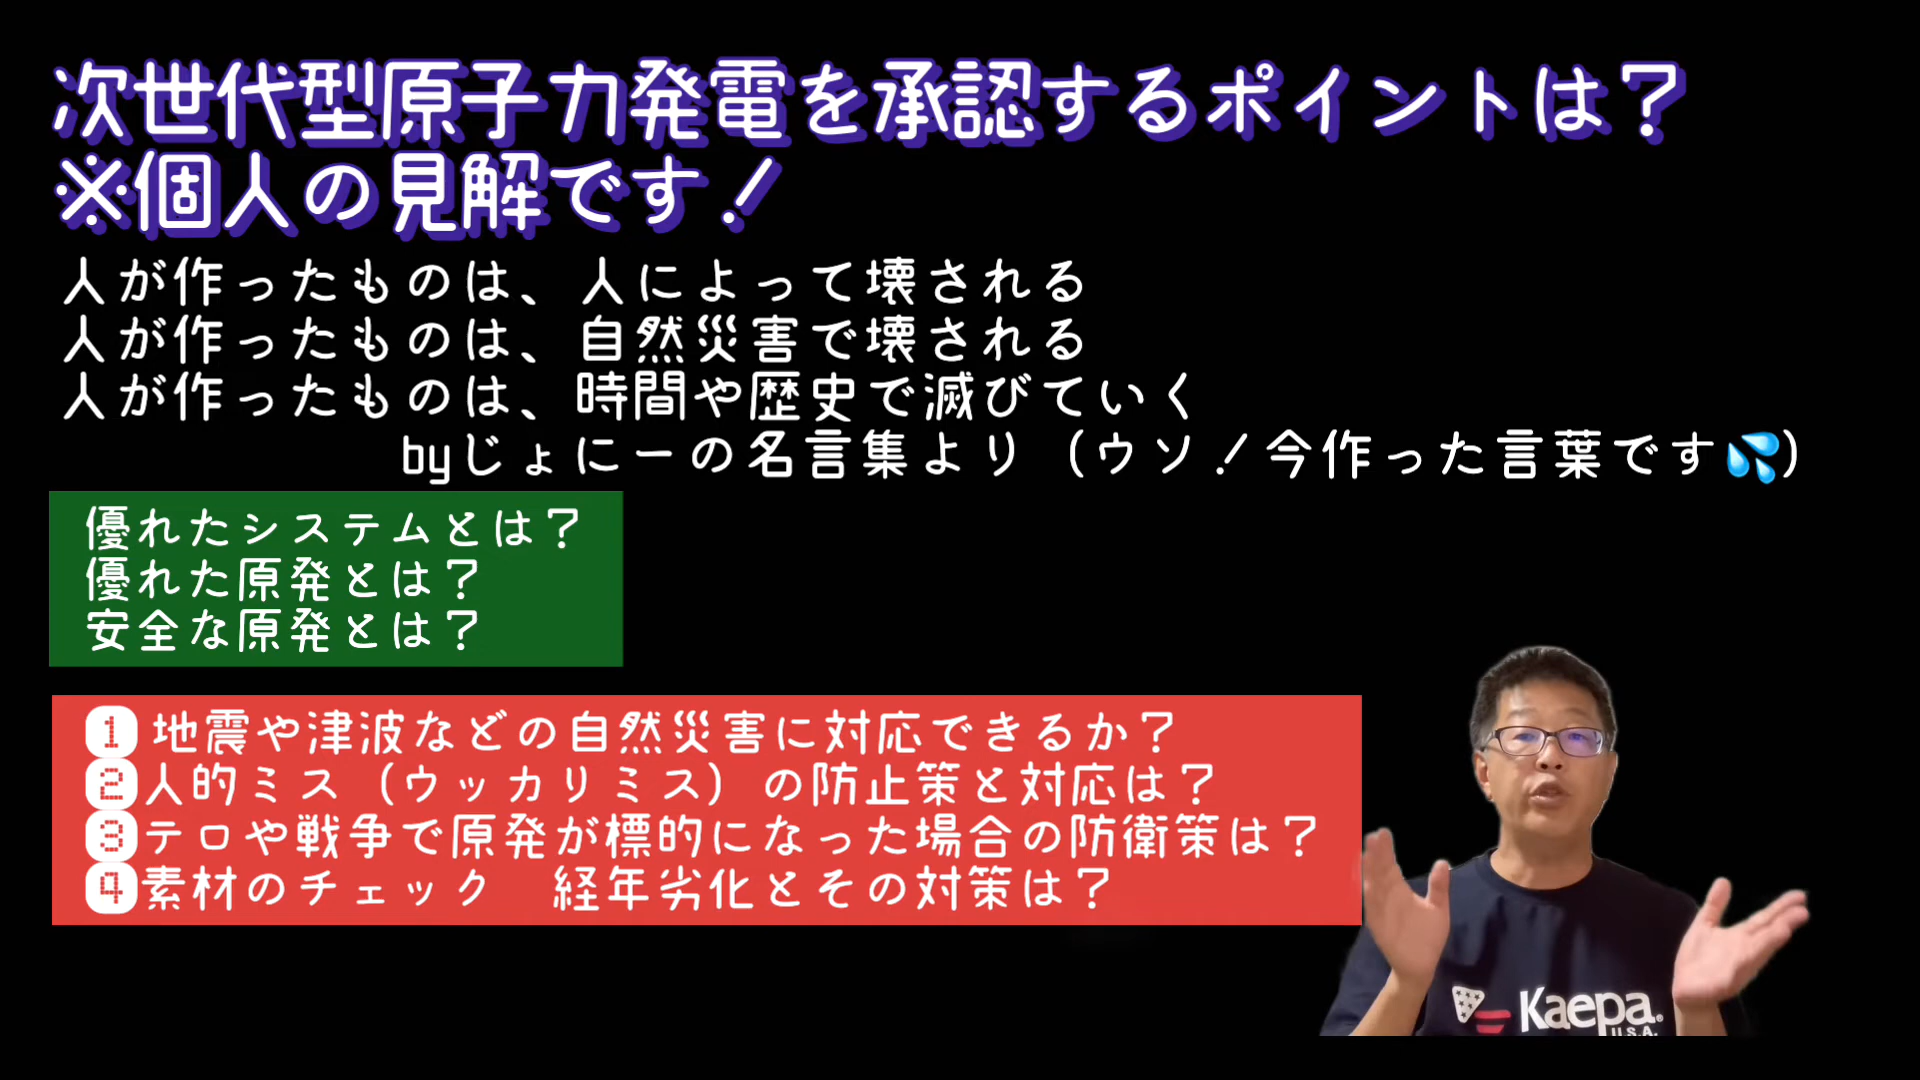 次世代型原子力発電を承認するポイントは？
※個人の見解です！
人が作ったものは、人によって壊される
人が作ったものは、自然災害で壊される
人が作ったものは、時間や歴史で滅びていく
byじょにーの名言集より（ウソ！今作った言葉です💦）
優れたシステムとは？
優れた原発とは？
安全な原発とは？
1 地震や津波などの自然災害に対応できるか？
2 人的ミス（ウッカリミス）の防止策と対応は？
3 テロや戦争で原発が標的になった場合の防衛策は？
4 素材のチェック　経年劣化とその対策は？
Kaepa®
U.S.A.